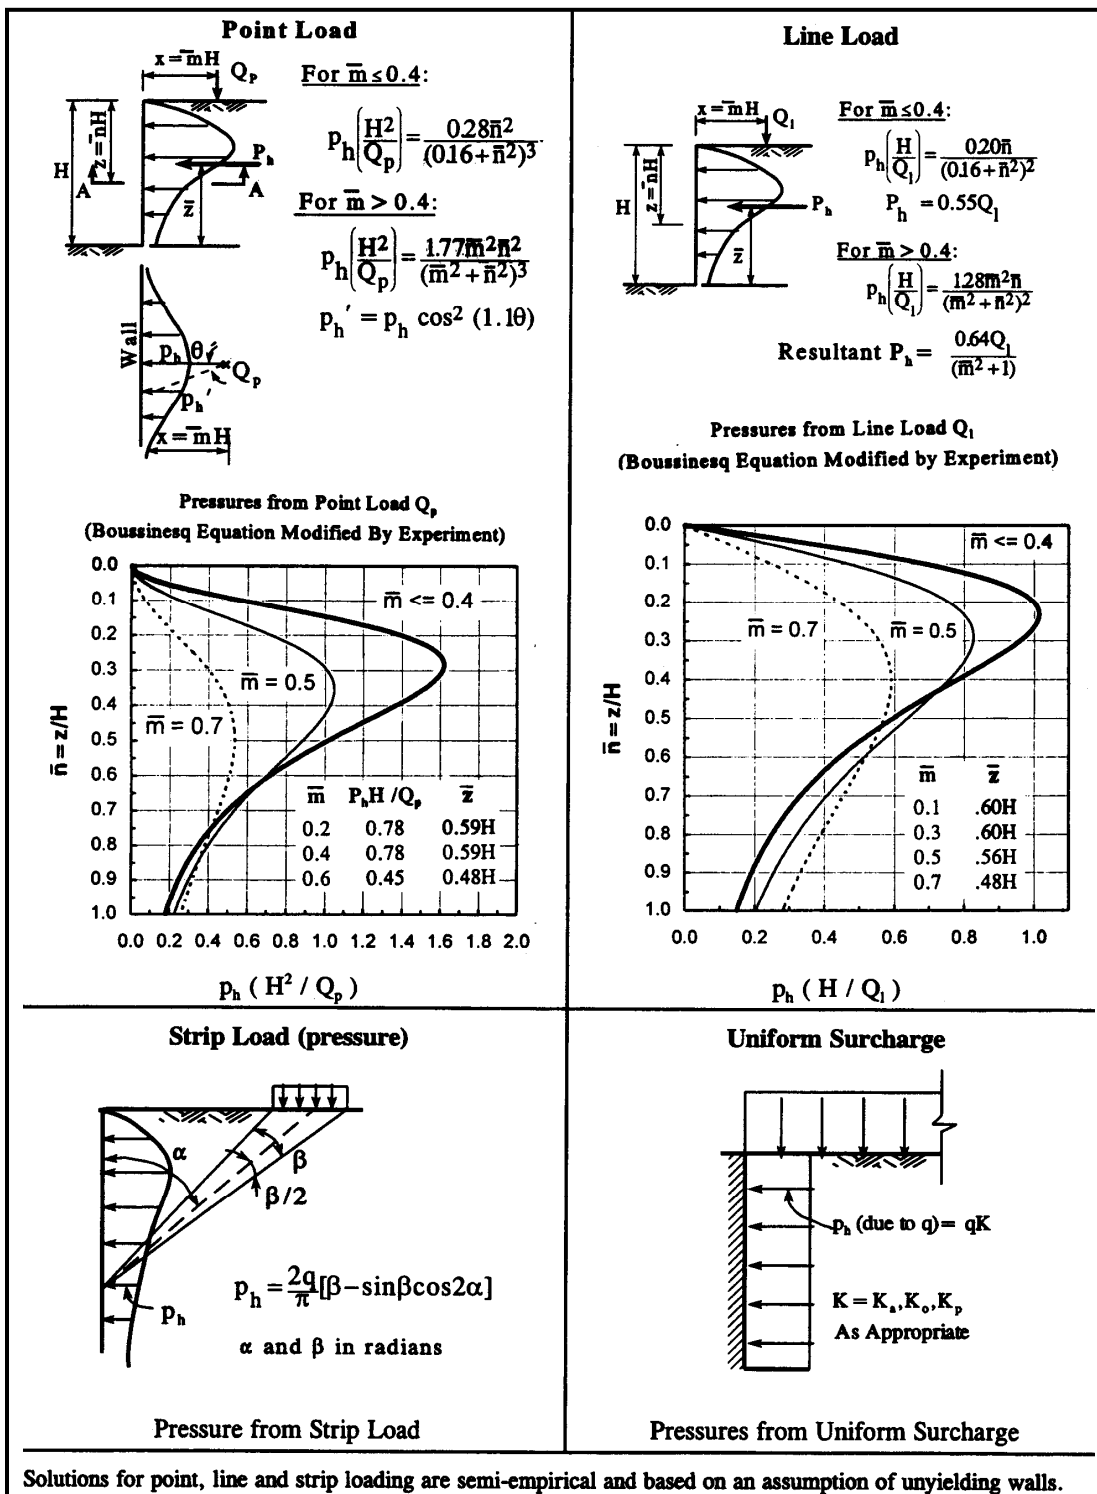 Point Load
x = m̅H
Q_p
For m̅ ≤ 0.4:
p_h(H²/Q_p) = 0.28n̅²/(0.16+n̅²)³
H
z = n̅H
P_h
A
A
z̅
For m̅ > 0.4:
p_h(H²/Q_p) = 1.77m̅²n̅²/(m̅²+n̅²)³
p_h′ = p_h cos² (1.1θ)
Wall
p_h
θ
Q_p
p_h′
x = m̅H
Pressures from Point Load Q_p
(Boussinesq Equation Modified By Experiment)
0.0
0.1
0.2
0.3
0.4
0.5
0.6
0.7
0.8
0.9
1.0
n̅ = z/H
m̅ <= 0.4
m̅ = 0.5
m̅ = 0.7
m̅ P_hH /Q_p z̅
0.2 0.78 0.59H
0.4 0.78 0.59H
0.6 0.45 0.48H
0.0 0.2 0.4 0.6 0.8 1.0 1.2 1.4 1.6 1.8 2.0
p_h ( H² / Q_p )
Line Load
x = m̅H
Q_l
For m̅ ≤ 0.4:
p_h(H/Q_l) = 0.20n̅/(0.16+n̅²)²
P_h = 0.55Q_l
H
z = n̅H
P_h
z̅
For m̅ > 0.4:
p_h(H/Q_l) = 1.28m̅²n̅/(m̅²+n̅²)²
Resultant P_h = 0.64Q_l/(m̅²+1)
Pressures from Line Load Q_l
(Boussinesq Equation Modified by Experiment)
0.0
0.1
0.2
0.3
0.4
0.5
0.6
0.7
0.8
0.9
1.0
n̅ = z/H
m̅ <= 0.4
m̅ = 0.7
m̅ = 0.5
m̅ z̅
0.1 .60H
0.3 .60H
0.5 .56H
0.7 .48H
0.0 0.2 0.4 0.6 0.8 1.0
p_h ( H / Q_l )
Strip Load (pressure)
α
β
β/2
p_h = 2q/π[β−sinβcos2α]
p_h
α and β in radians
Pressure from Strip Load
Uniform Surcharge
p_h (due to q)= qK
K = K_a, K_o, K_p
As Appropriate
Pressures from Uniform Surcharge
Solutions for point, line and strip loading are semi-empirical and based on an assumption of unyielding walls.